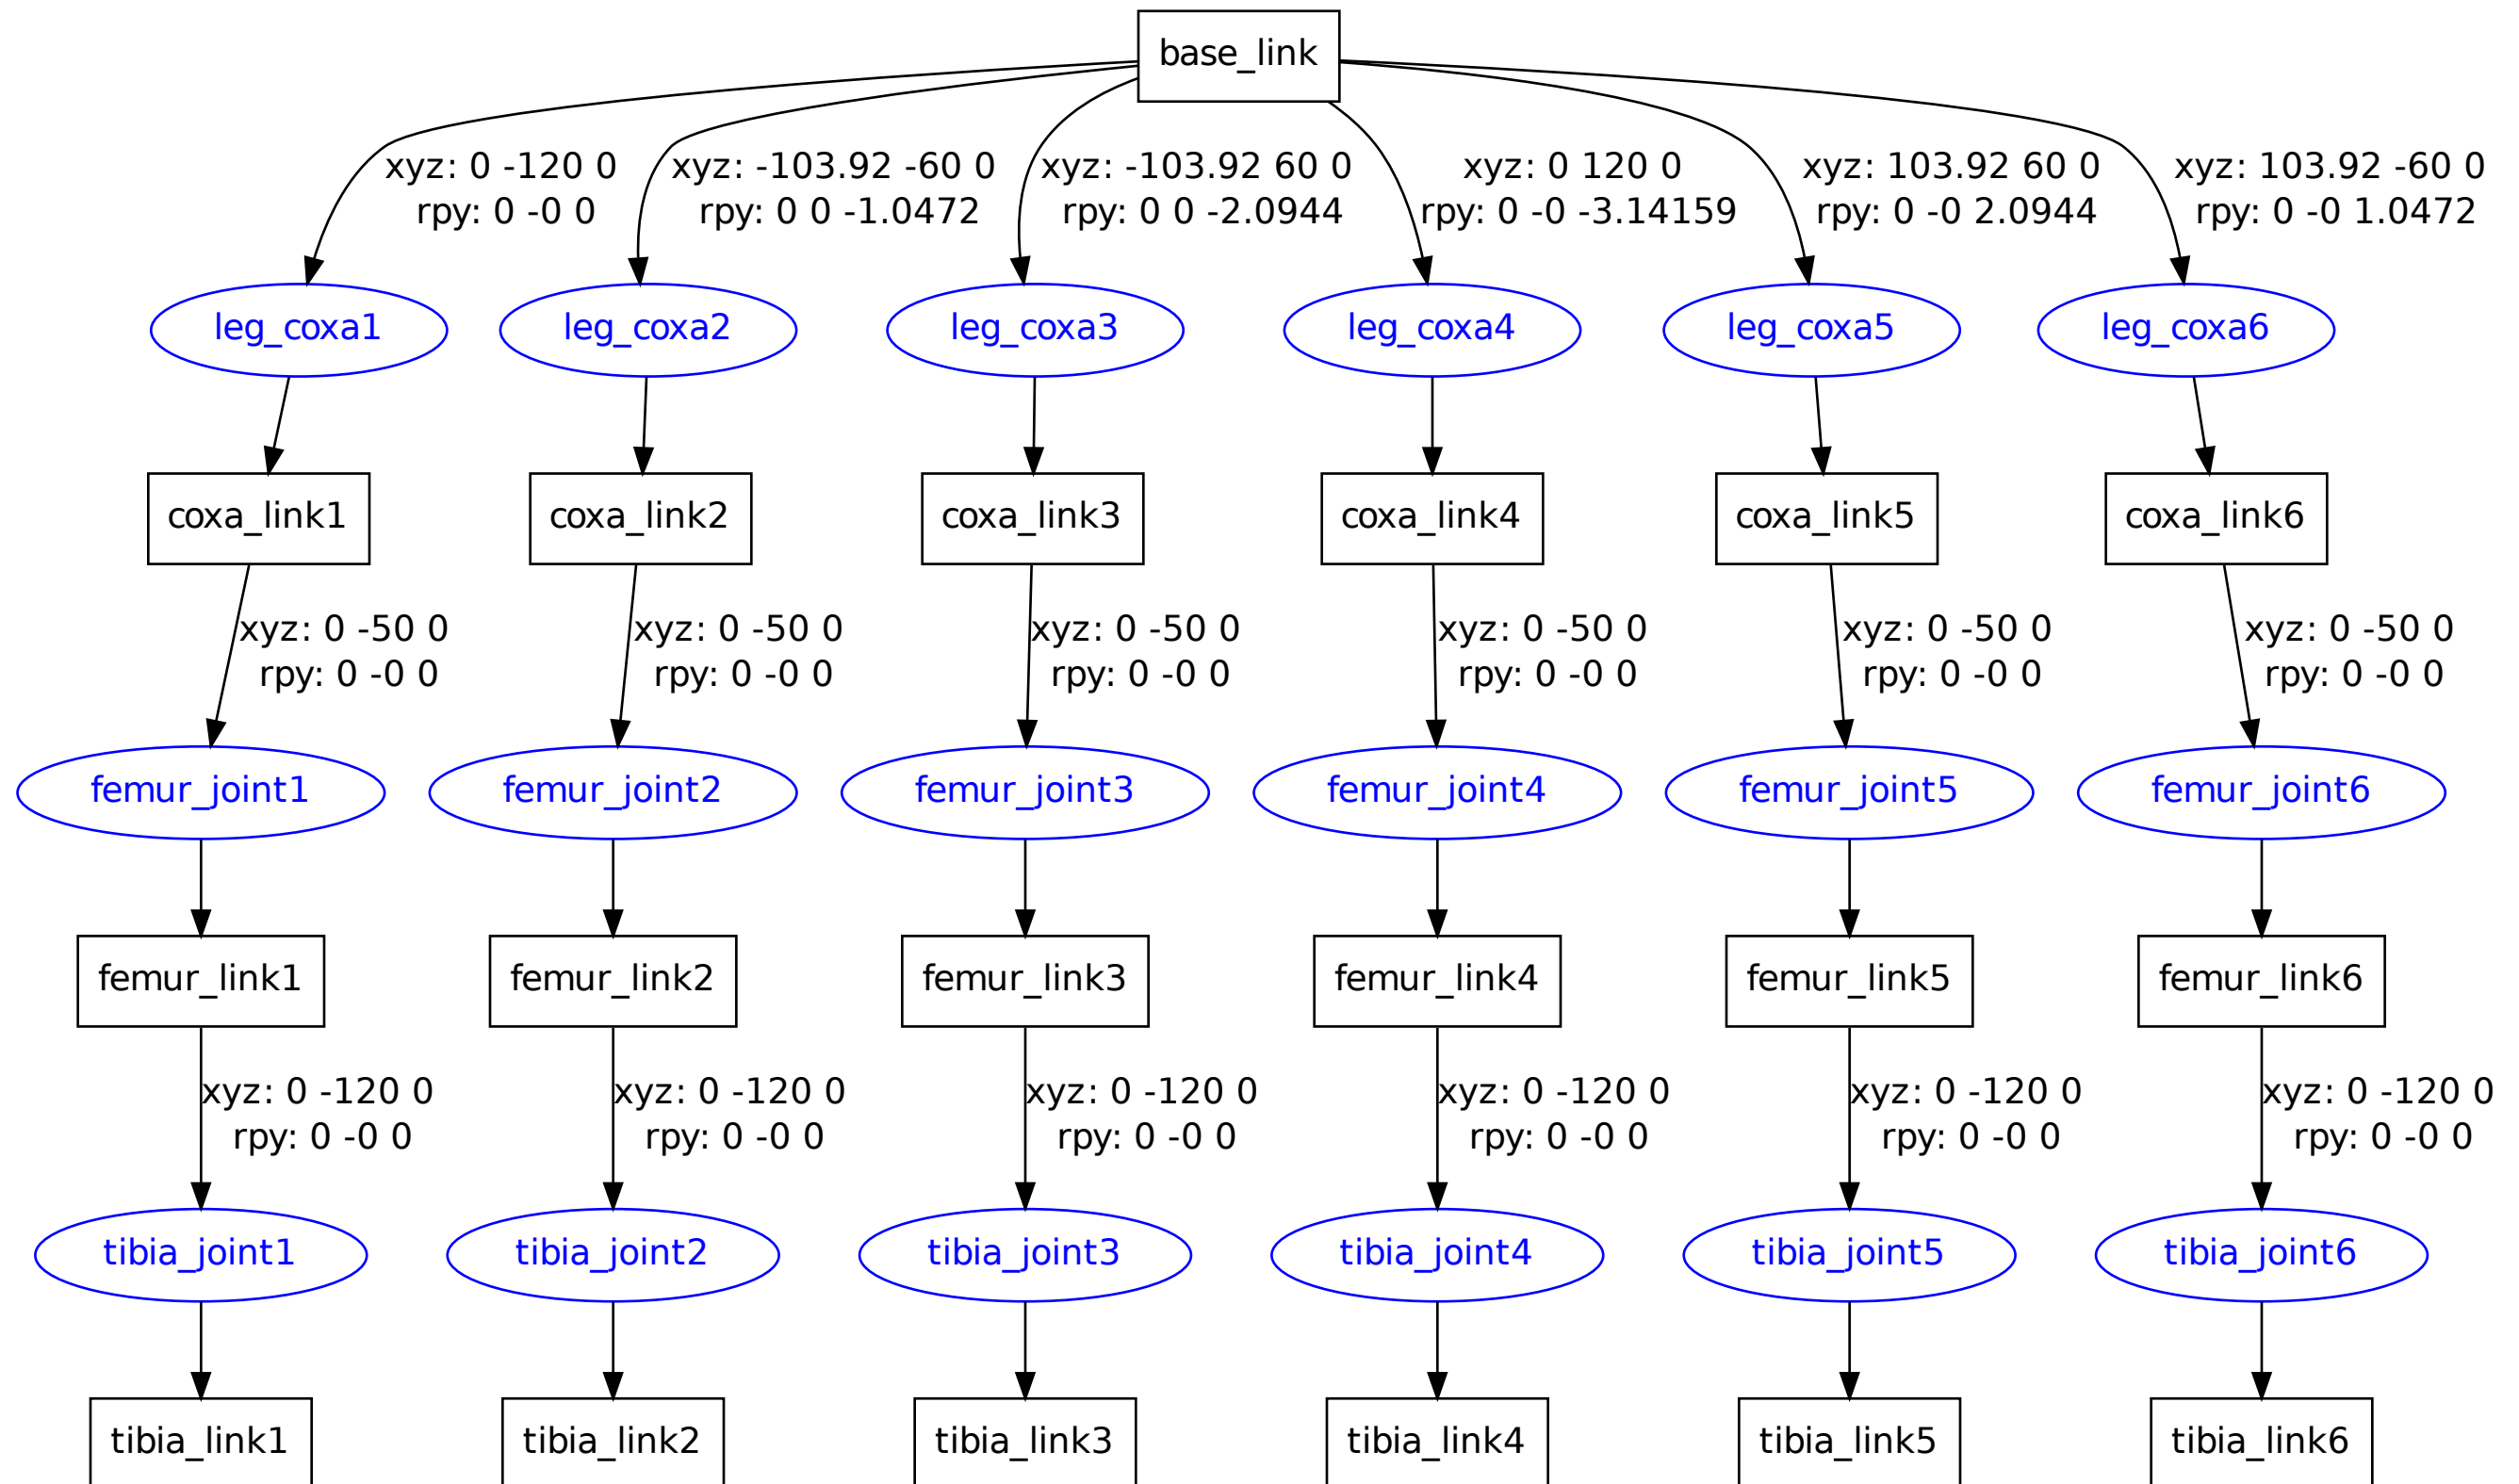 base_link
xyz: 0 -120 0
rpy: 0 -0 0
xyz: -103.92 -60 0
rpy: 0 0 -1.0472
xyz: -103.92 60 0
rpy: 0 0 -2.0944
xyz: 0 120 0
rpy: 0 -0 -3.14159
xyz: 103.92 60 0
rpy: 0 -0 2.0944
xyz: 103.92 -60 0
rpy: 0 -0 1.0472
leg_coxa1
leg_coxa2
leg_coxa3
leg_coxa4
leg_coxa5
leg_coxa6
coxa_link1
coxa_link2
coxa_link3
coxa_link4
coxa_link5
coxa_link6
xyz: 0 -50 0
rpy: 0 -0 0
xyz: 0 -50 0
rpy: 0 -0 0
xyz: 0 -50 0
rpy: 0 -0 0
xyz: 0 -50 0
rpy: 0 -0 0
xyz: 0 -50 0
rpy: 0 -0 0
xyz: 0 -50 0
rpy: 0 -0 0
femur_joint1
femur_joint2
femur_joint3
femur_joint4
femur_joint5
femur_joint6
femur_link1
femur_link2
femur_link3
femur_link4
femur_link5
femur_link6
xyz: 0 -120 0
rpy: 0 -0 0
xyz: 0 -120 0
rpy: 0 -0 0
xyz: 0 -120 0
rpy: 0 -0 0
xyz: 0 -120 0
rpy: 0 -0 0
xyz: 0 -120 0
rpy: 0 -0 0
xyz: 0 -120 0
rpy: 0 -0 0
tibia_joint1
tibia_joint2
tibia_joint3
tibia_joint4
tibia_joint5
tibia_joint6
tibia_link1
tibia_link2
tibia_link3
tibia_link4
tibia_link5
tibia_link6